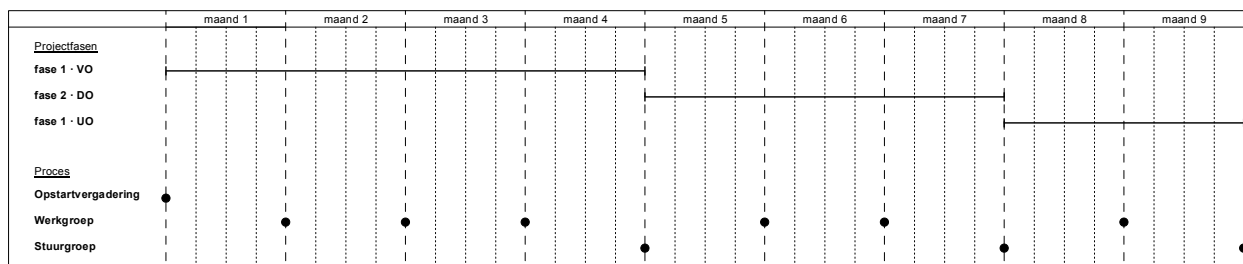 maand 1 maand 2 maand 3 maand 4 maand 5 maand 6 maand 7 maand 8 maand 9
Projectfasen
fase 1 · VO
fase 2 · DO
fase 1 · UO
Proces
Opstartvergadering
Werkgroep
Stuurgroep